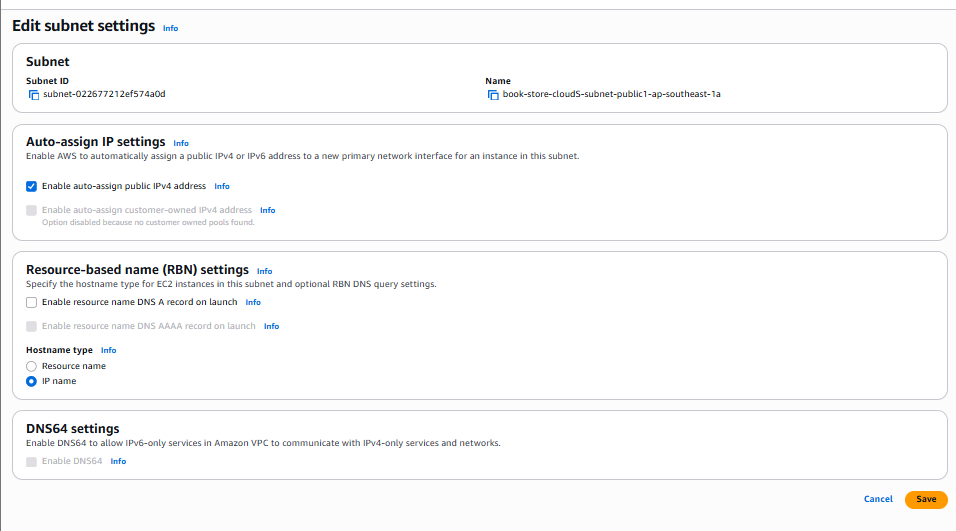 Edit subnet settings Info
Subnet
Subnet ID
subnet-022677212ef574a0d
Name
book-store-cloud5-subnet-public1-ap-southeast-1a
Auto-assign IP settings Info
Enable AWS to automatically assign a public IPv4 or IPv6 address to a new primary network interface for an instance in this subnet.
Enable auto-assign public IPv4 address Info
Enable auto-assign customer-owned IPv4 address Info
Option disabled because no customer owned pools found.
Resource-based name (RBN) settings Info
Specify the hostname type for EC2 instances in this subnet and optional RBN DNS query settings.
Enable resource name DNS A record on launch Info
Enable resource name DNS AAAA record on launch Info
Hostname type Info
Resource name
IP name
DNS64 settings
Enable DNS64 to allow IPv6-only services in Amazon VPC to communicate with IPv4-only services and networks.
Enable DNS64 Info
Cancel Save